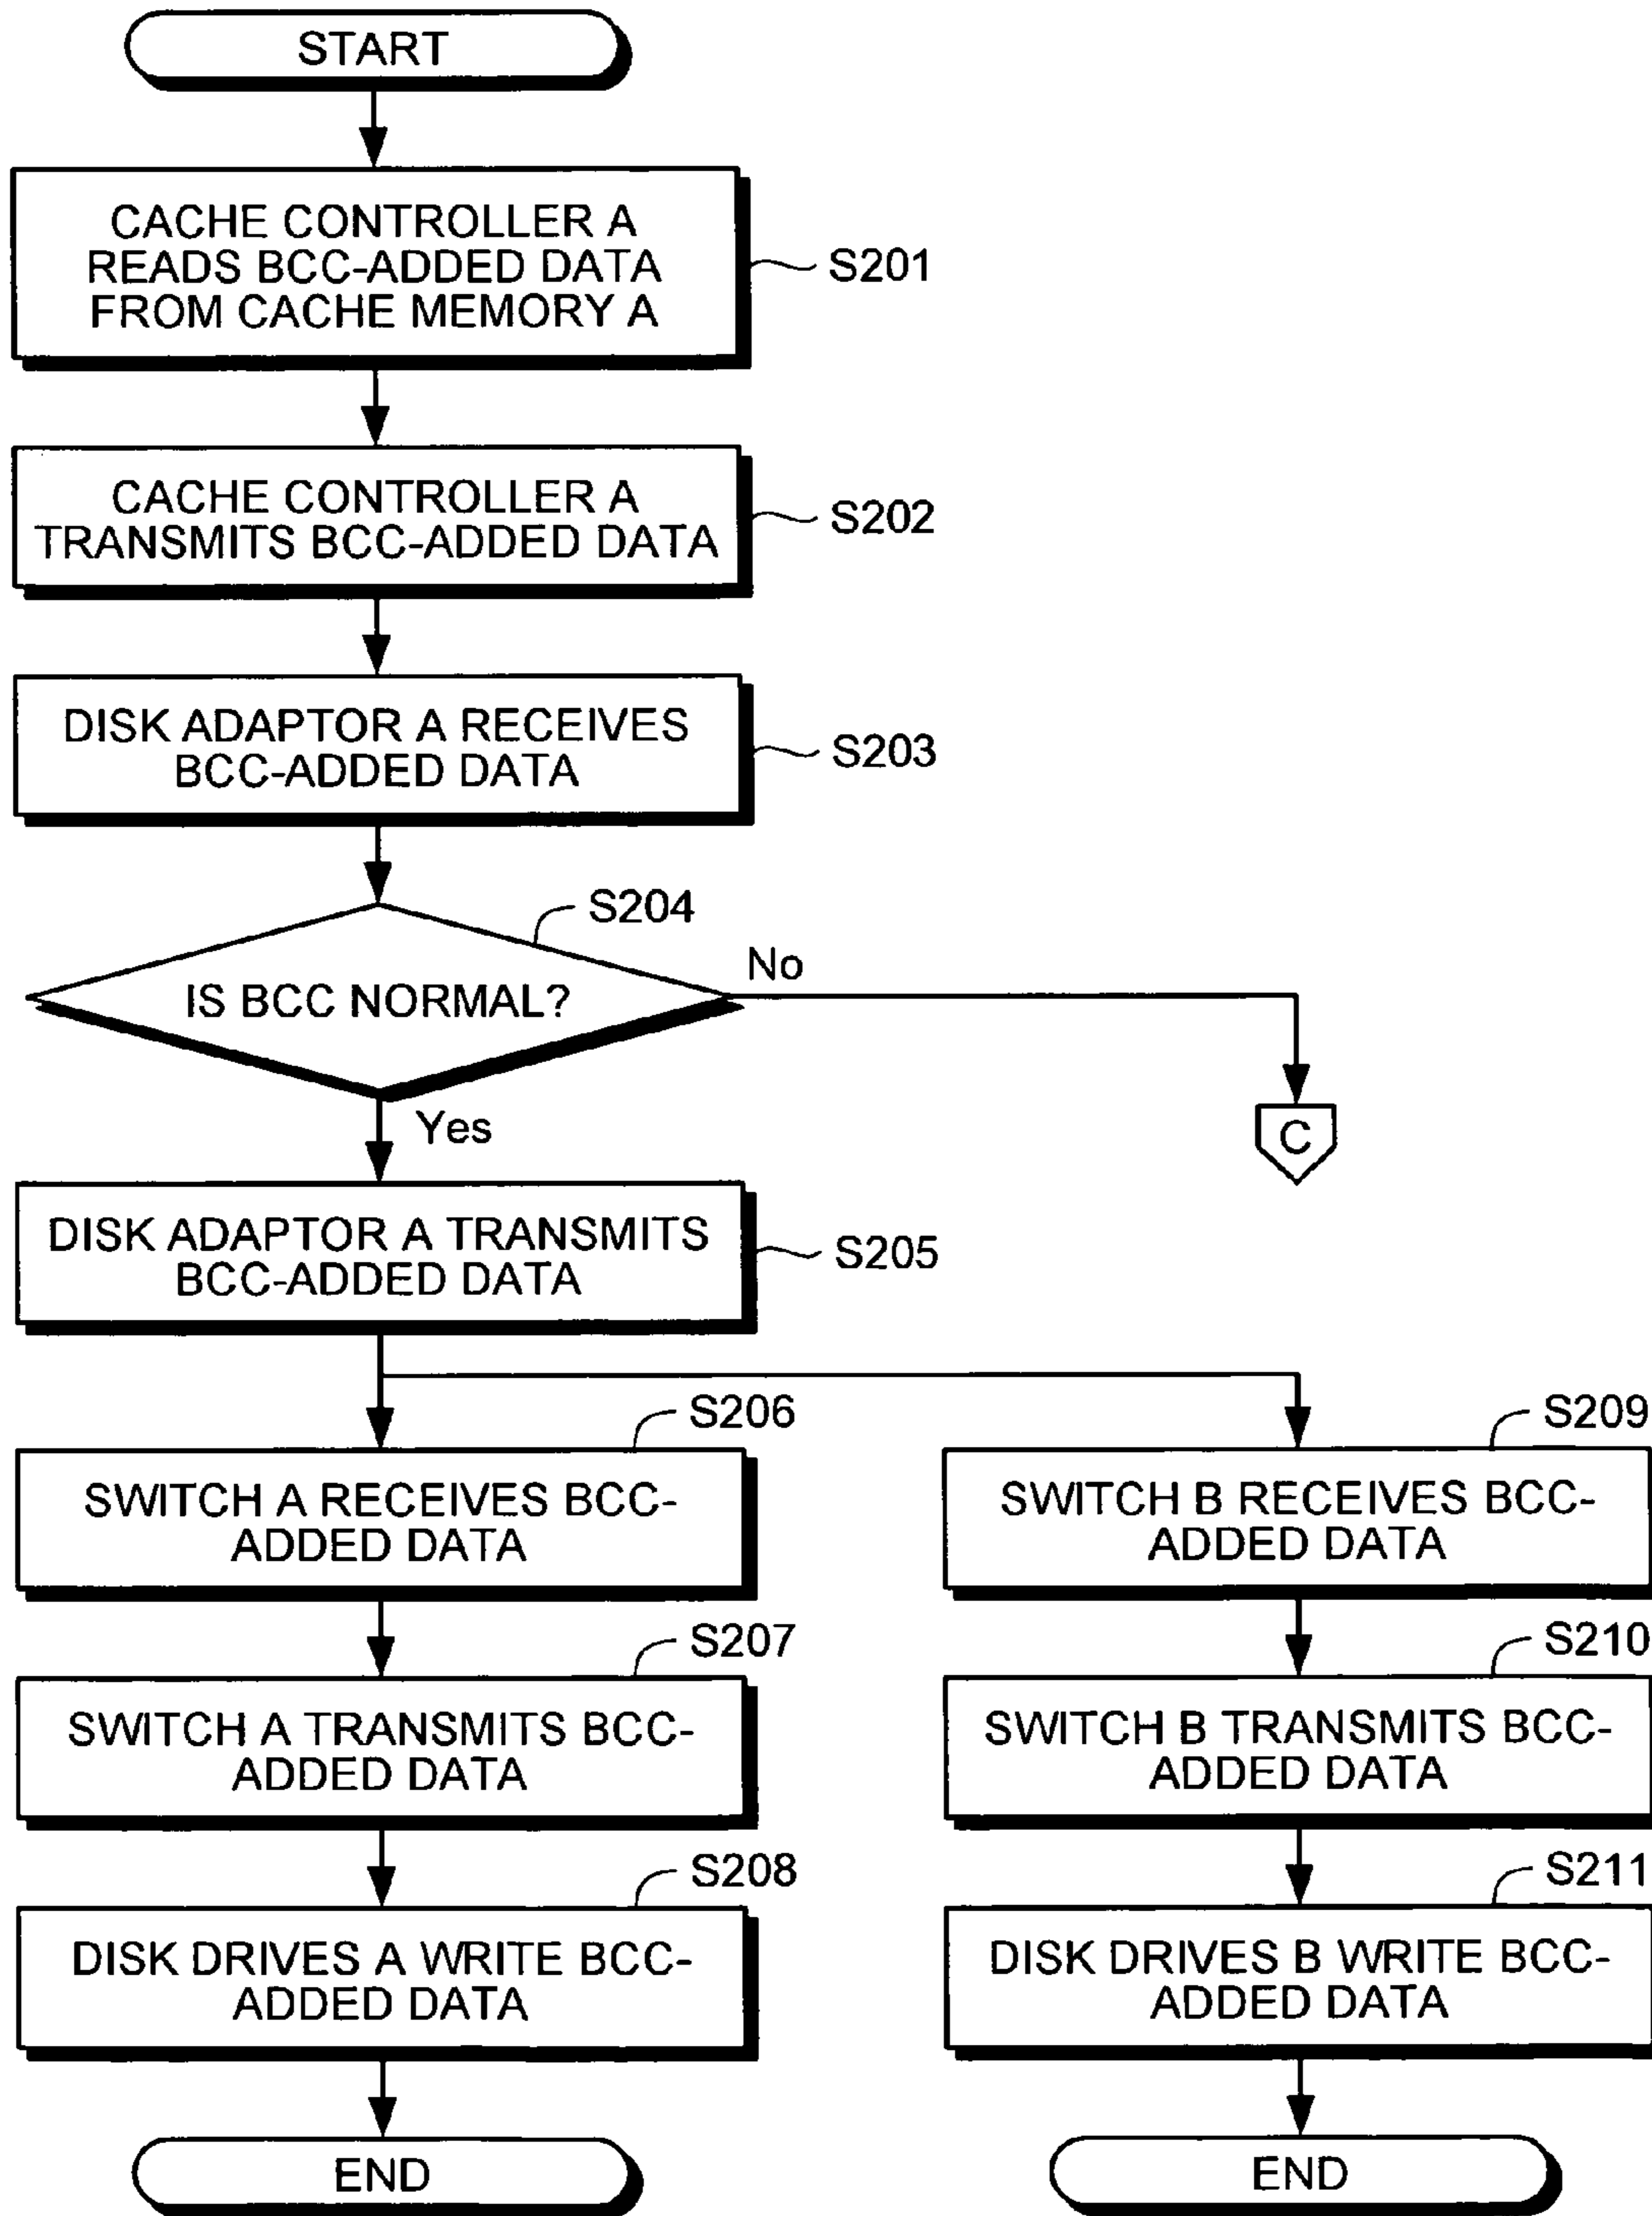 START
CACHE CONTROLLER A
READS BCC-ADDED DATA
FROM CACHE MEMORY A
S201
CACHE CONTROLLER A
TRANSMITS BCC-ADDED DATA
S202
DISK ADAPTOR A RECEIVES
BCC-ADDED DATA
S203
S204
IS BCC NORMAL?
No
C
Yes
DISK ADAPTOR A TRANSMITS
BCC-ADDED DATA
S205
S206
SWITCH A RECEIVES BCC-
ADDED DATA
S209
SWITCH B RECEIVES BCC-
ADDED DATA
S207
SWITCH A TRANSMITS BCC-
ADDED DATA
S210
SWITCH B TRANSMITS BCC-
ADDED DATA
S208
DISK DRIVES A WRITE BCC-
ADDED DATA
S211
DISK DRIVES B WRITE BCC-
ADDED DATA
END
END